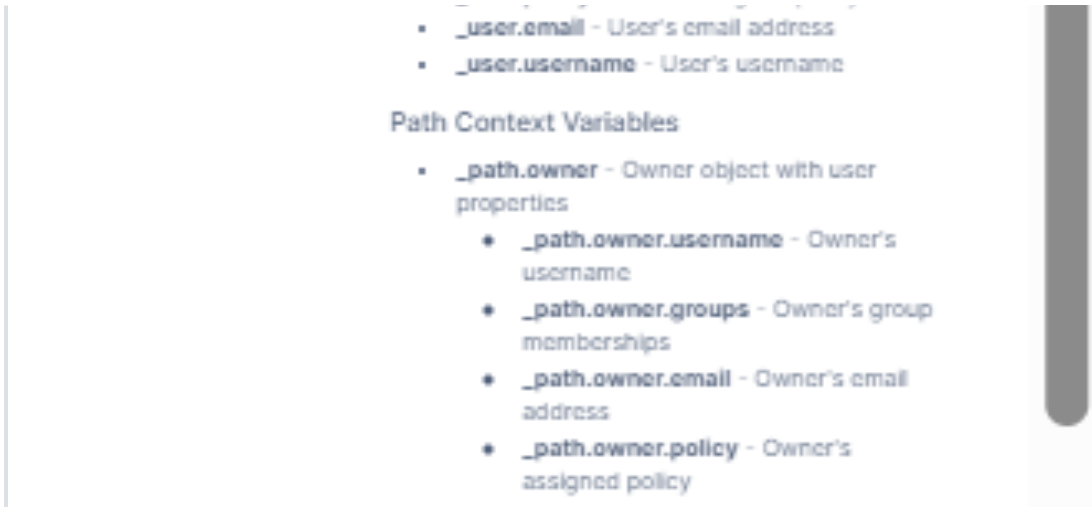 _user.email - User's email address
_user.username - User's username
Path Context Variables
_path.owner - Owner object with user
properties
_path.owner.username - Owner's
username
_path.owner.groups - Owner's group
memberships
_path.owner.email - Owner's email
address
_path.owner.policy - Owner's
assigned policy